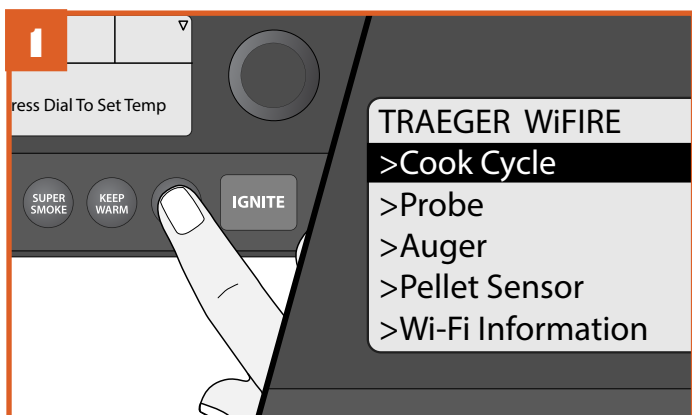 1
ress Dial To Set Temp
SUPER
SMOKE
KEEP
WARM
IGNITE
TRAEGER WiFIRE
>Cook Cycle
>Probe
>Auger
>Pellet Sensor
>Wi-Fi Information